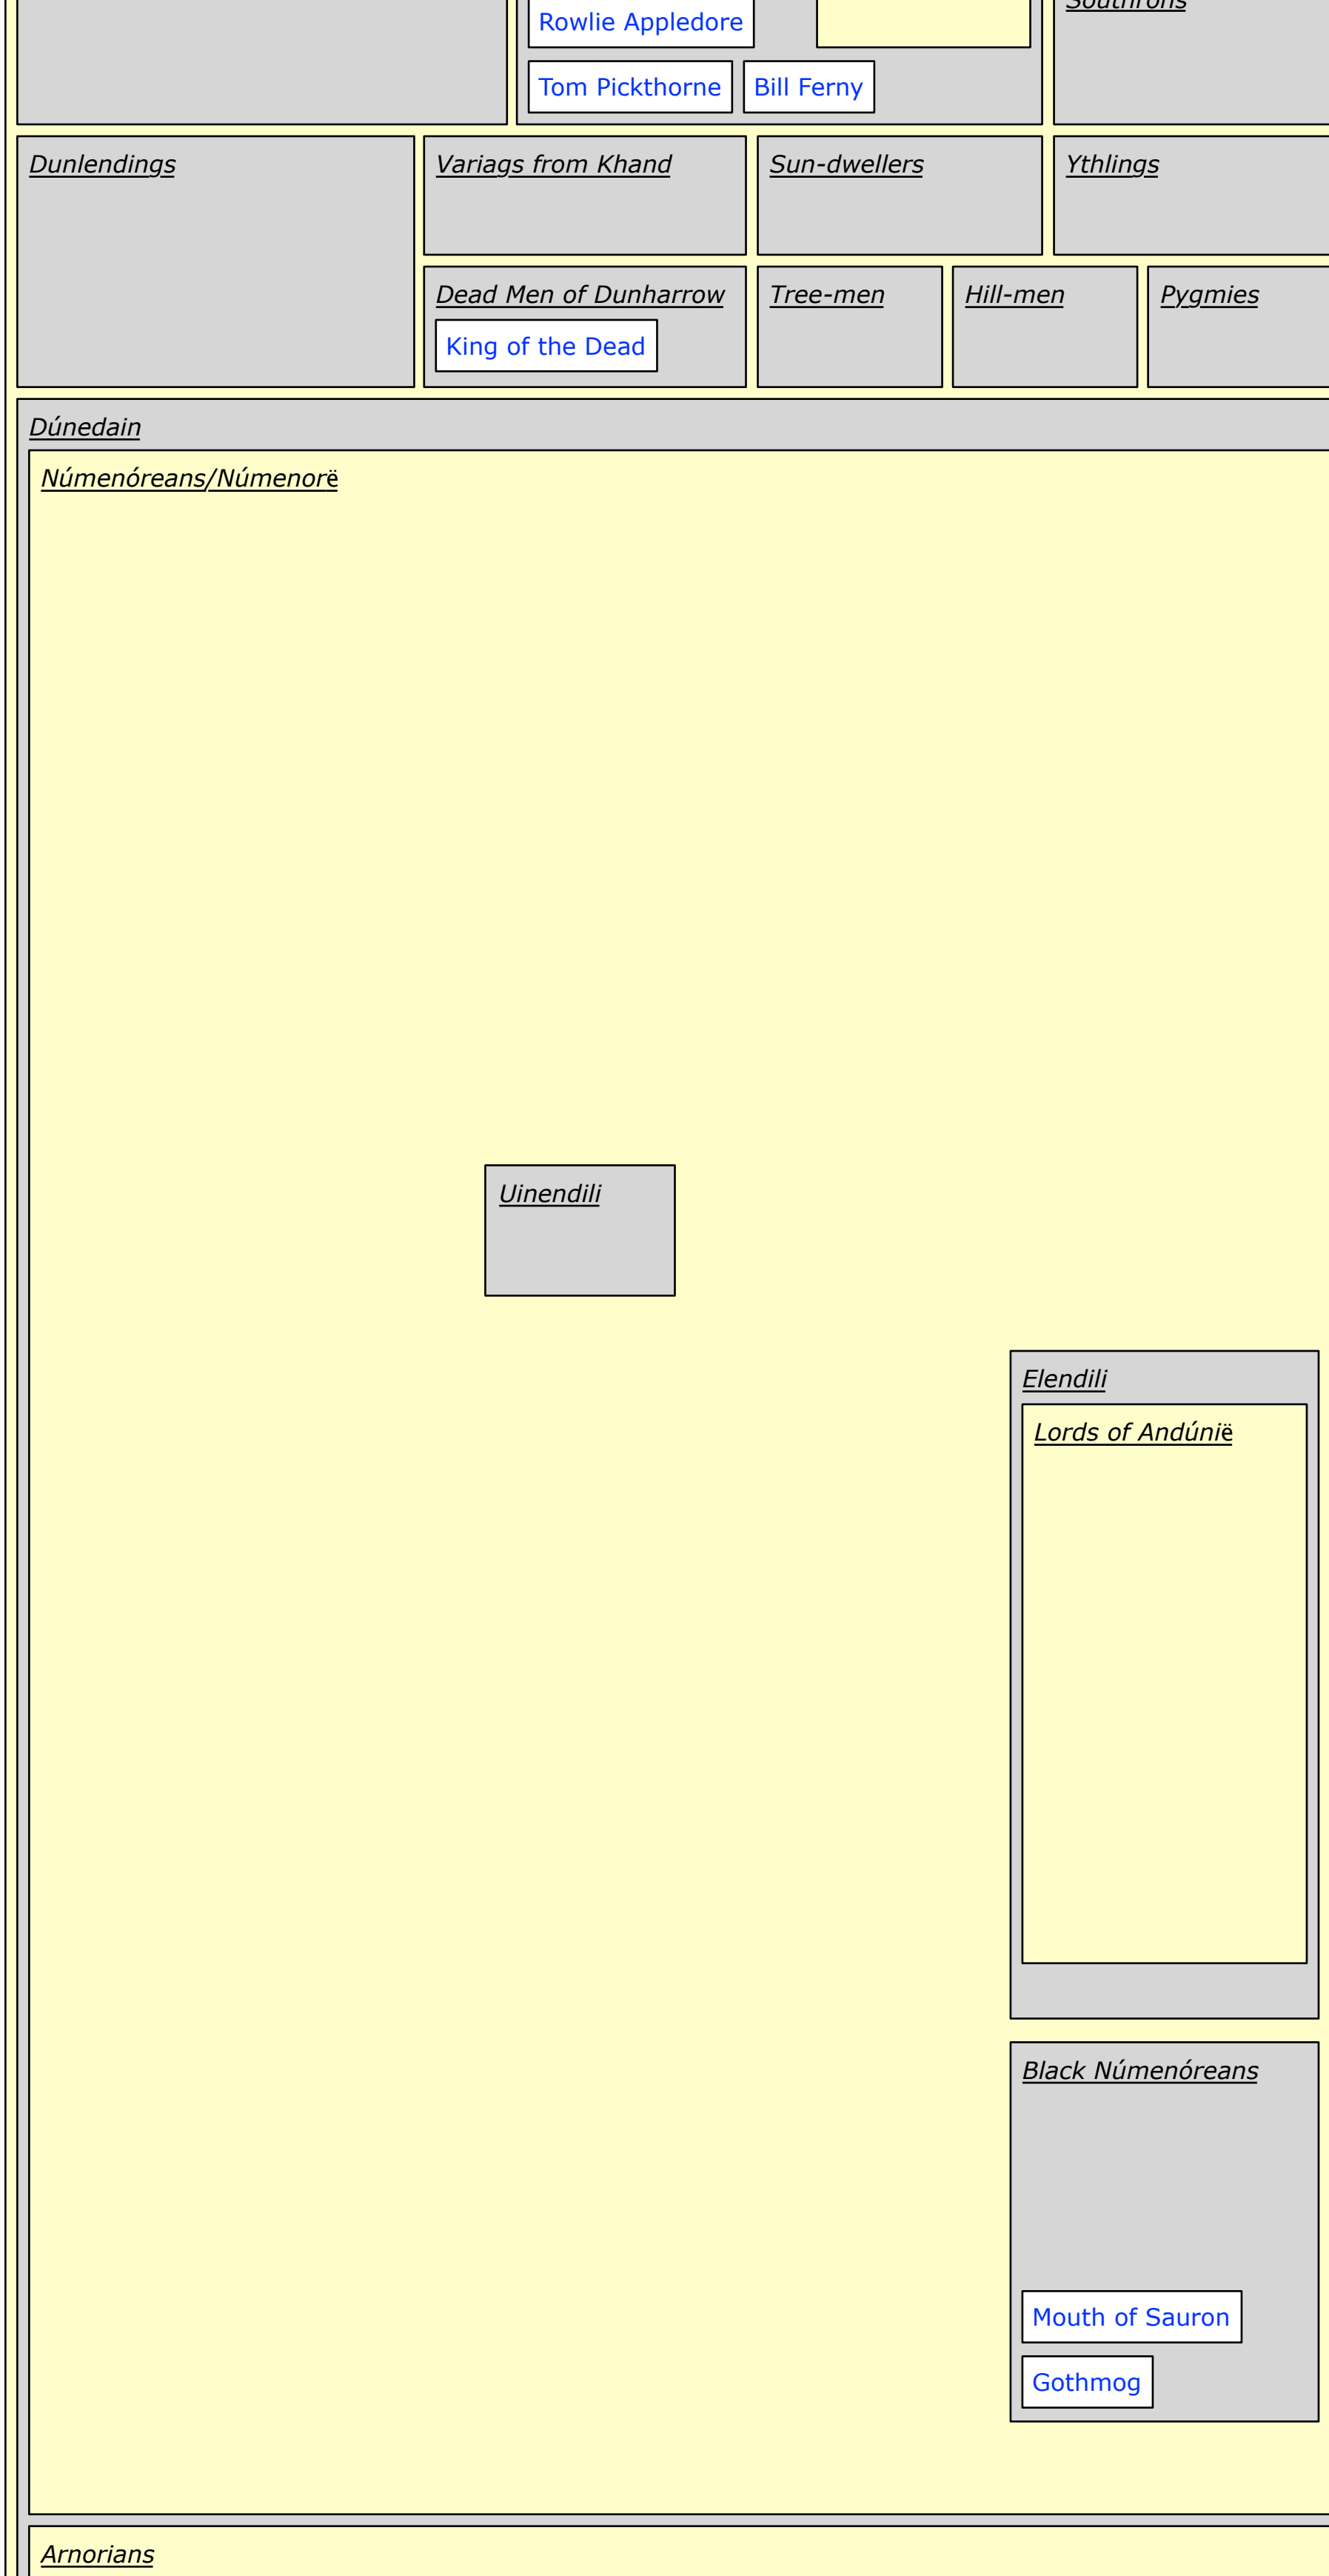 Southrons
Rowlie Appledore
Tom Pickthorne
Bill Ferny
Dunlendings
Variags from Khand
Sun-dwellers
Ythlings
Dead Men of Dunharrow
Tree-men
Hill-men
Pygmies
King of the Dead
Dúnedain
Númenóreans/Númenorë
Uinendili
Elendili
Lords of Andúnië
Black Númenóreans
Mouth of Sauron
Gothmog
Arnorians